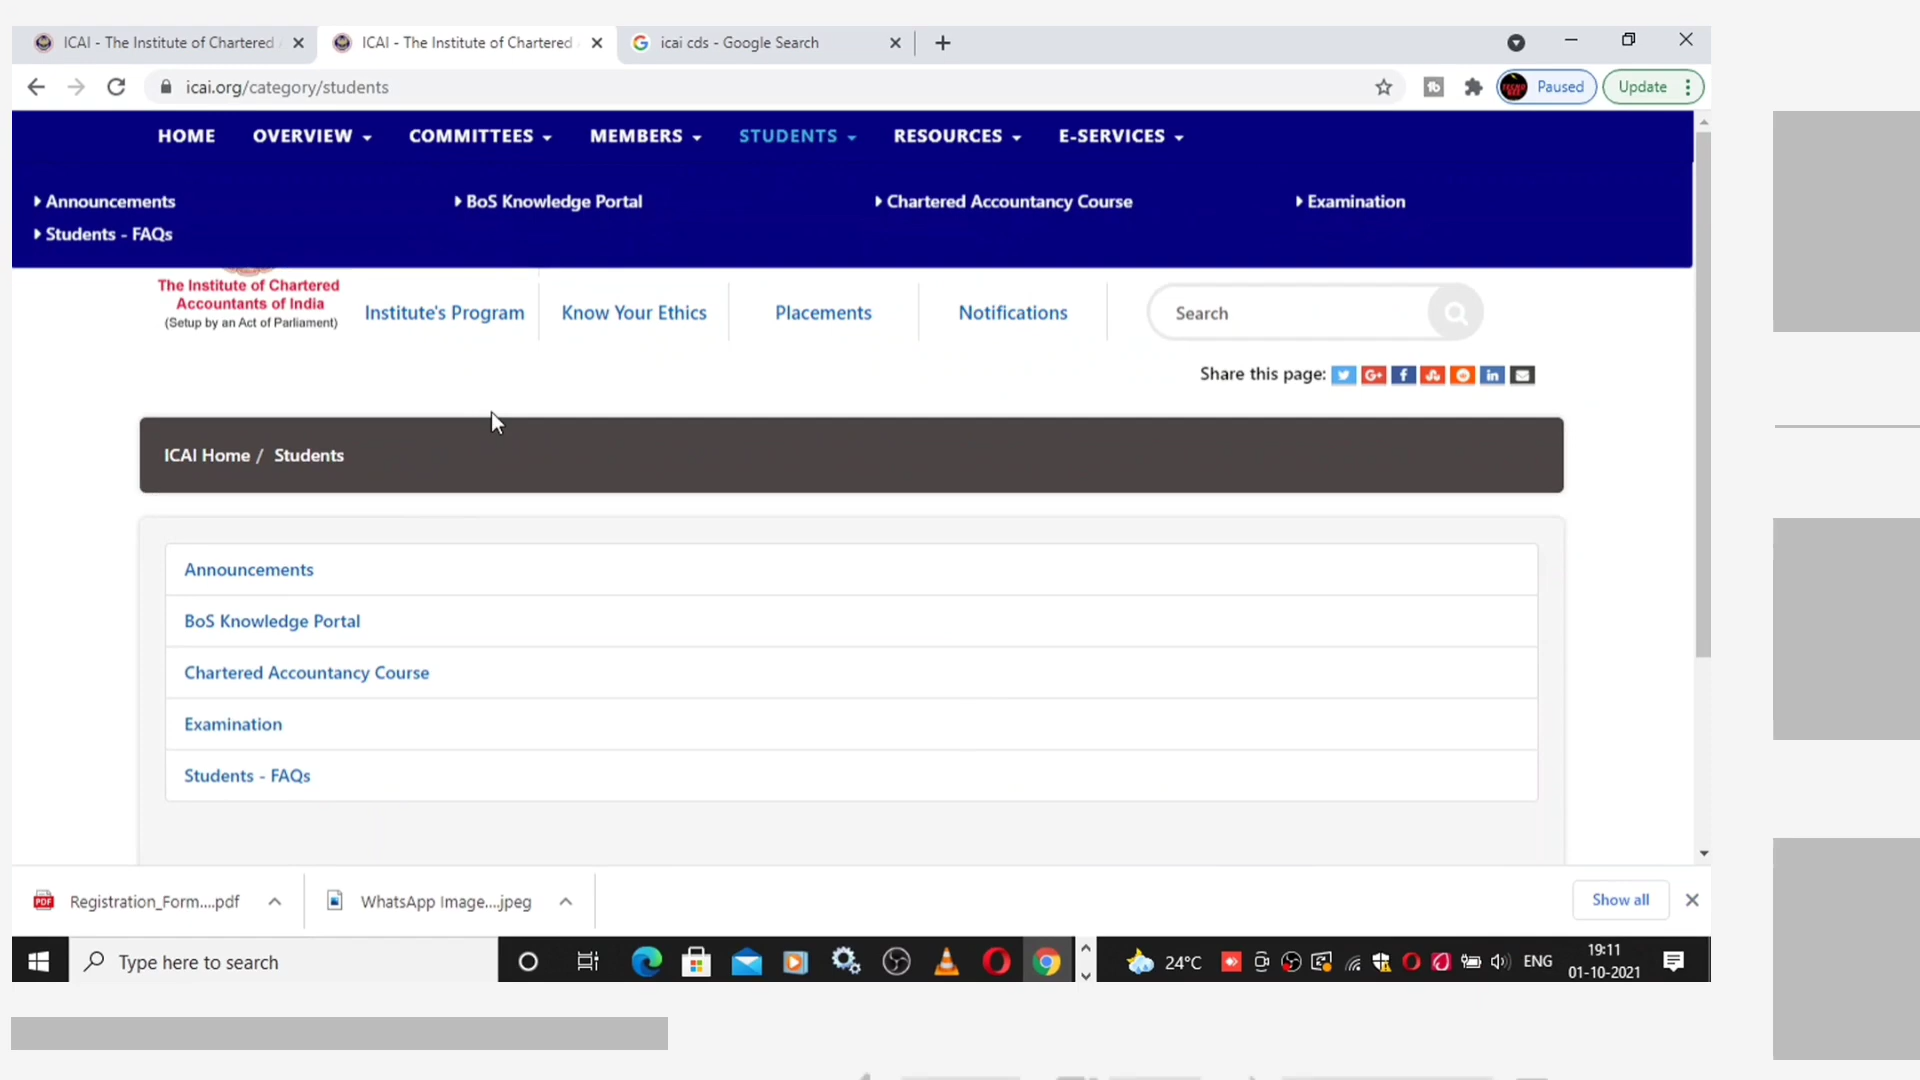 ICAI - The Institute of Chartered
ICAI - The Institute of Chartered
icai cds - Google Search
icai.org/category/students
Paused
Update
HOME
OVERVIEW
COMMITTEES
MEMBERS
STUDENTS
RESOURCES
E-SERVICES
Announcements
BoS Knowledge Portal
Chartered Accountancy Course
Examination
Students - FAQs
The Institute of Chartered
Accountants of India
(Setup by an Act of Parliament)
Institute's Program
Know Your Ethics
Placements
Notifications
Search
Share this page:
ICAI Home / Students
Announcements
BoS Knowledge Portal
Chartered Accountancy Course
Examination
Students - FAQs
Registration_Form....pdf
WhatsApp Image....jpeg
Show all
Type here to search
24°C
ENG
19:11
01-10-2021